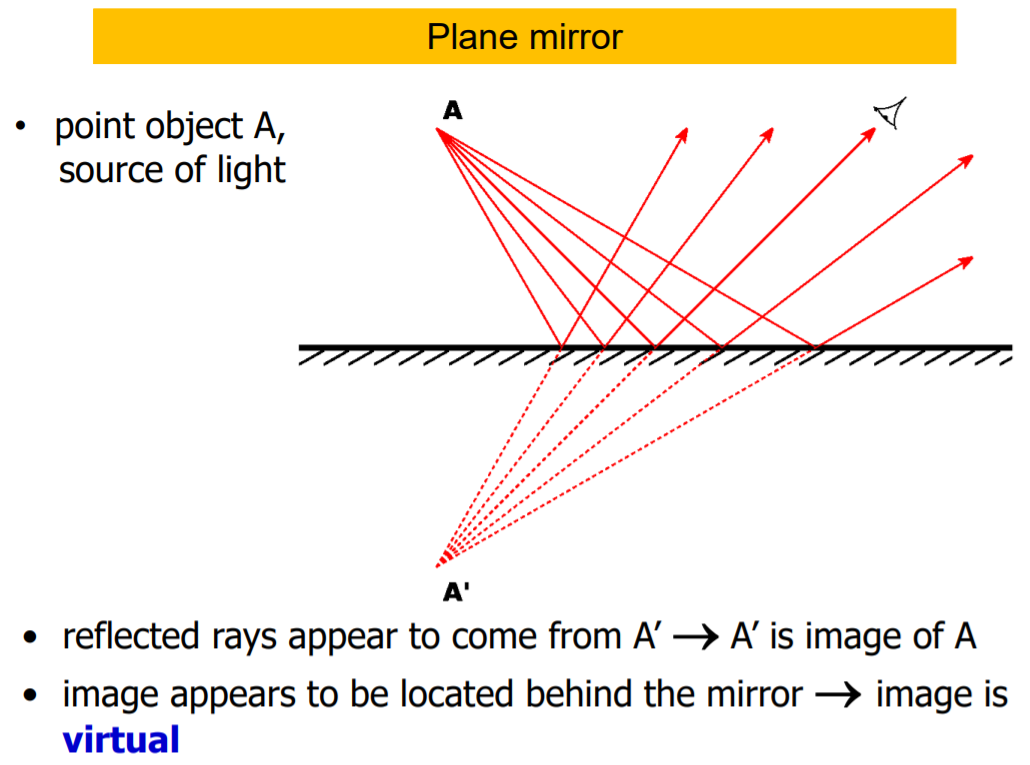 Plane mirror
• point object A,
source of light
A
A'
• reflected rays appear to come from A′ → A′ is image of A
• image appears to be located behind the mirror → image is
virtual